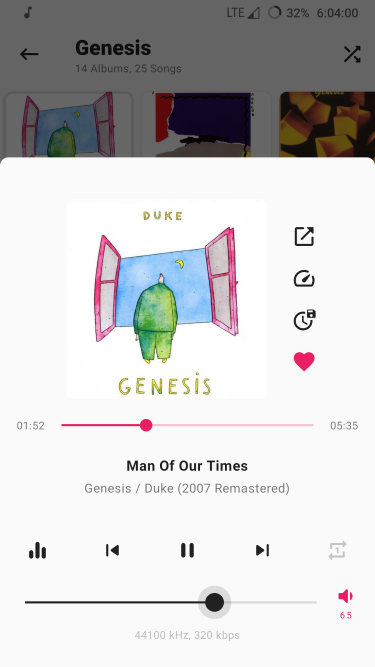 LTE 32% 6:04:00
Genesis
14 Albums, 25 Songs
DUKE
GENESIS
01:52 05:35
Man Of Our Times
Genesis / Duke (2007 Remastered)
1
65
44100 kHz, 320 kbps